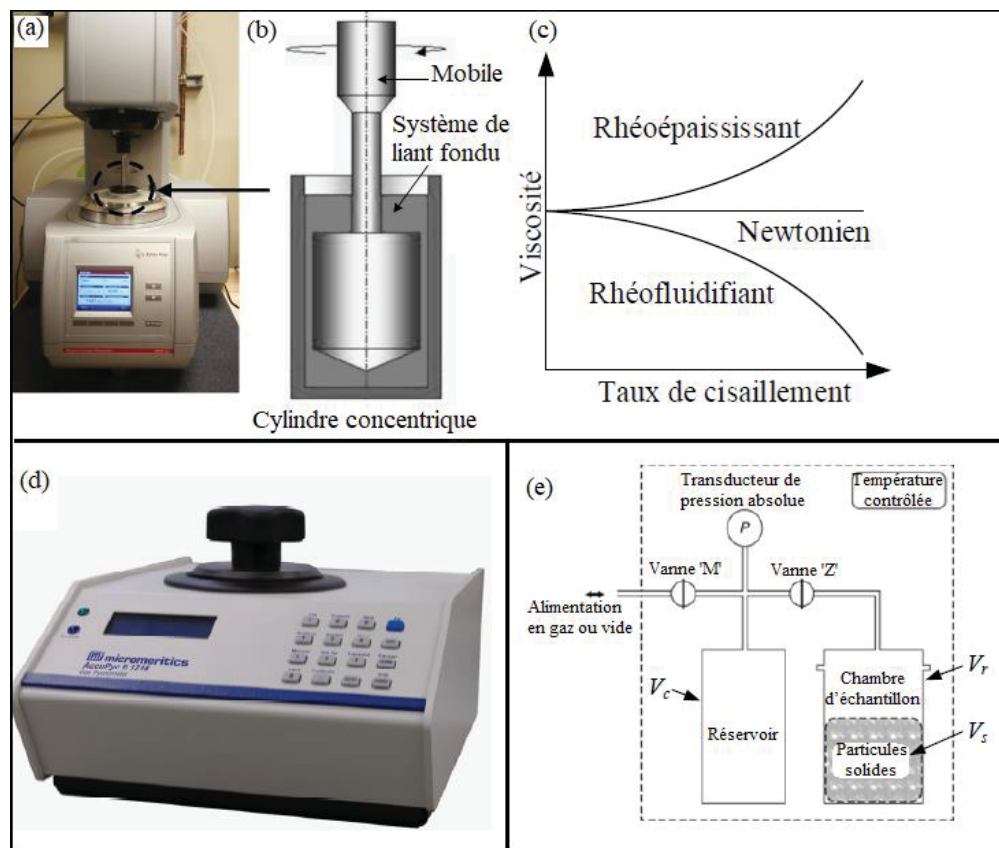 (a)
(b)
Mobile
Système de
liant fondu
Cylindre concentrique
(c)
Viscosité
Rhéoépaississant
Newtonien
Rhéofluidifiant
Taux de cisaillement
(d)
micromeritics
AccuPyc II 1340
Gas Pycnometer
(e)
Transducteur de
pression absolue
Température
contrôlée
P
Vanne 'M'
Vanne 'Z'
Alimentation
en gaz ou vide
Vc
Réservoir
Chambre
d’échantillon
Vr
Particules
solides
Vs